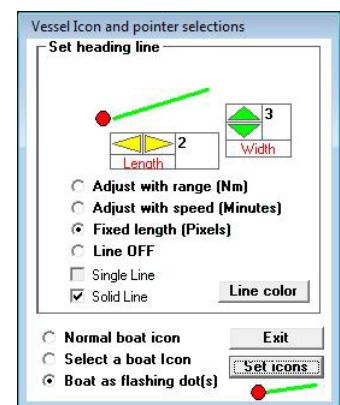 Vessel Icon and pointer selections
Set heading line
3
2
Width
Length
Adjust with range (Nm)
Adjust with speed (Minutes)
Fixed length (Pixels)
Line OFF
Single Line
Solid Line
Line color
Normal boat icon
Exit
Select a boat Icon
Set icons
Boat as flashing dot(s)